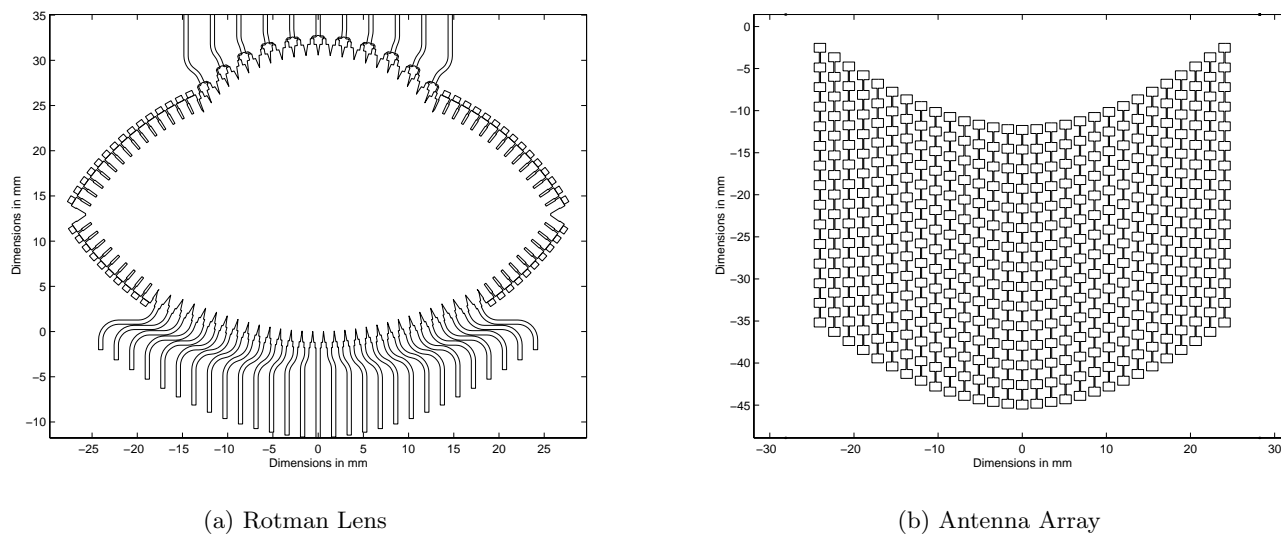 35
30
25
20
15
10
5
0
−5
−10
Dimensions in mm
−25 −20 −15 −10 −5 0 5 10 15 20 25
Dimensions in mm
(a) Rotman Lens
0
−5
−10
−15
−20
−25
−30
−35
−40
−45
Dimensions in mm
−30 −20 −10 0 10 20 30
Dimensions in mm
(b) Antenna Array